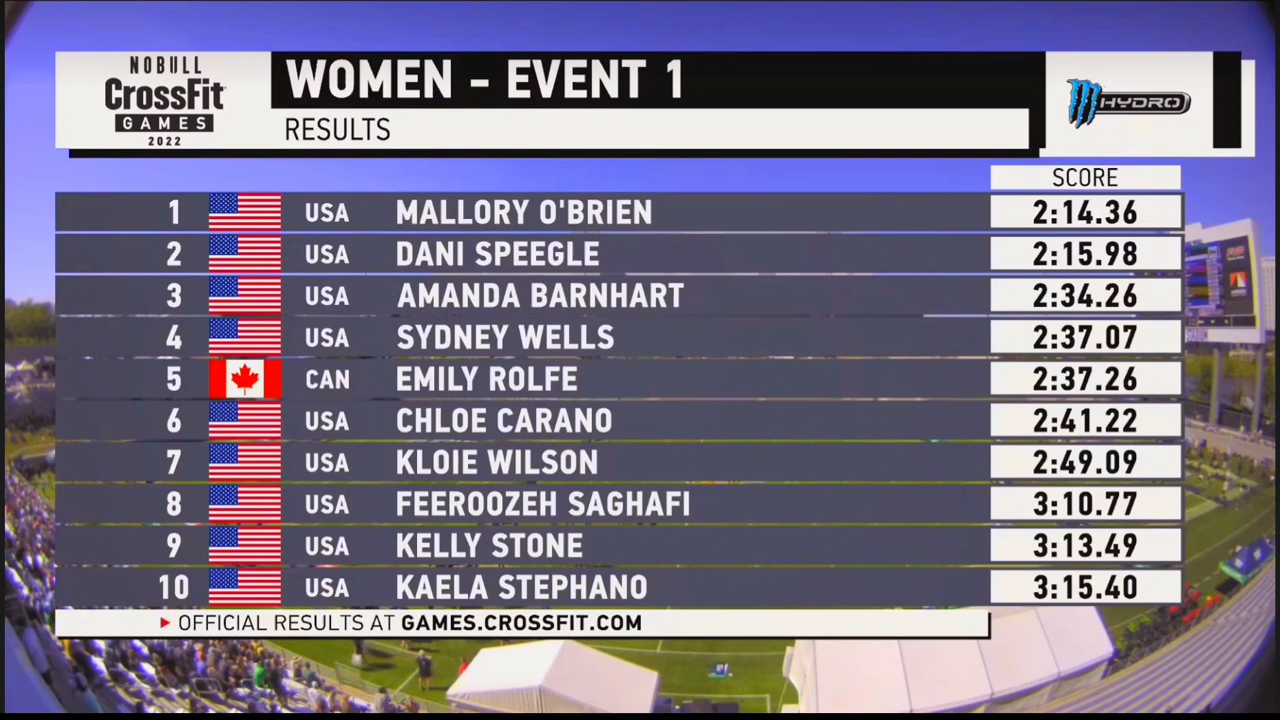 NOBULL
CrossFit
GAMES
2022
WOMEN - EVENT 1
RESULTS
HYDRO
SCORE
1 USA MALLORY O'BRIEN 2:14.36
2 USA DANI SPEEGLE 2:15.98
3 USA AMANDA BARNHART 2:34.26
4 USA SYDNEY WELLS 2:37.07
5 CAN EMILY ROLFE 2:37.26
6 USA CHLOE CARANO 2:41.22
7 USA KLOIE WILSON 2:49.09
8 USA FEEROOZEH SAGHAFI 3:10.77
9 USA KELLY STONE 3:13.49
10 USA KAELA STEPHANO 3:15.40
OFFICIAL RESULTS AT GAMES.CROSSFIT.COM